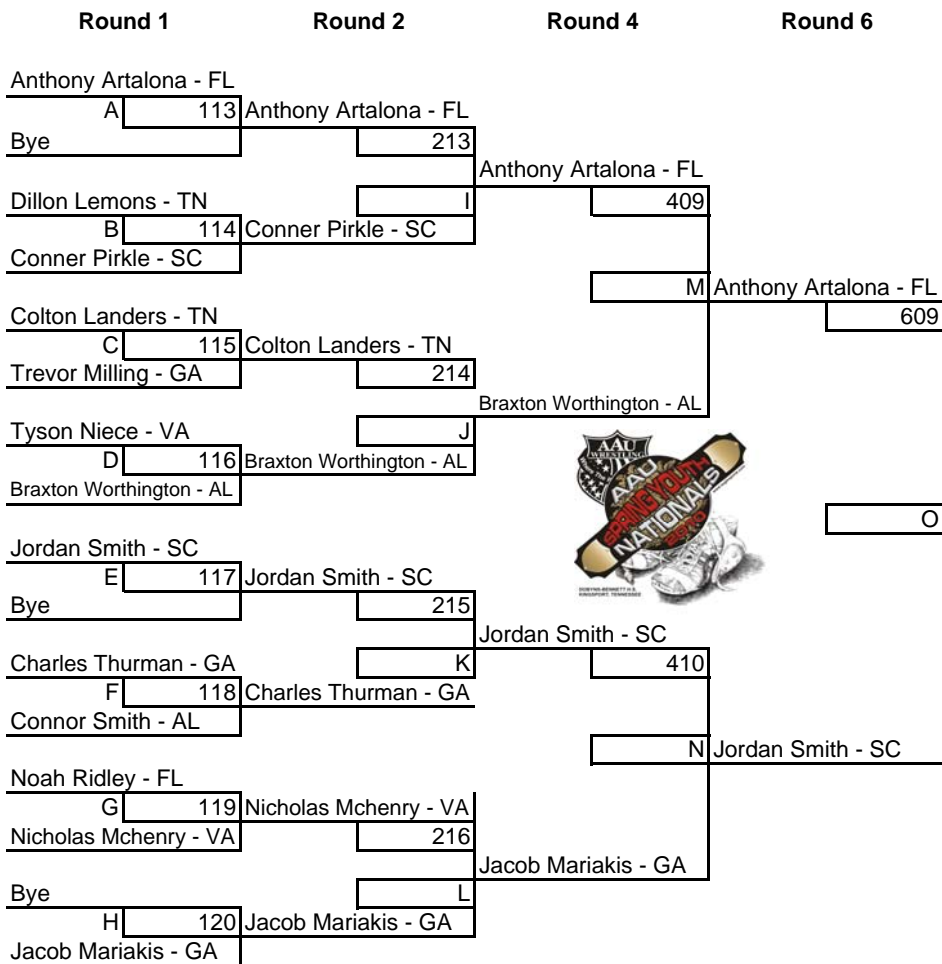 Round 1 Round 2 Round 4 Round 6
Anthony Artalona - FL
A 113 Anthony Artalona - FL
Bye 213
Anthony Artalona - FL
Dillon Lemons - TN I 409
B 114 Conner Pirkle - SC
Conner Pirkle - SC
M Anthony Artalona - FL
Colton Landers - TN 609
C 115 Colton Landers - TN
Trevor Milling - GA 214
Braxton Worthington - AL
Tyson Niece - VA J
D 116 Braxton Worthington - AL
Braxton Worthington - AL
AAU
WRESTLING
AAU
SPRING YOUTH
NATIONALS
2010
DOBYNS-BENNETT H.S.
KINGSPORT, TENNESSEE
O
Jordan Smith - SC
E 117 Jordan Smith - SC
Bye 215
Jordan Smith - SC
Charles Thurman - GA K 410
F 118 Charles Thurman - GA
Connor Smith - AL
N Jordan Smith - SC
Noah Ridley - FL
G 119 Nicholas Mchenry - VA
Nicholas Mchenry - VA 216
Jacob Mariakis - GA
Bye L
H 120 Jacob Mariakis - GA
Jacob Mariakis - GA